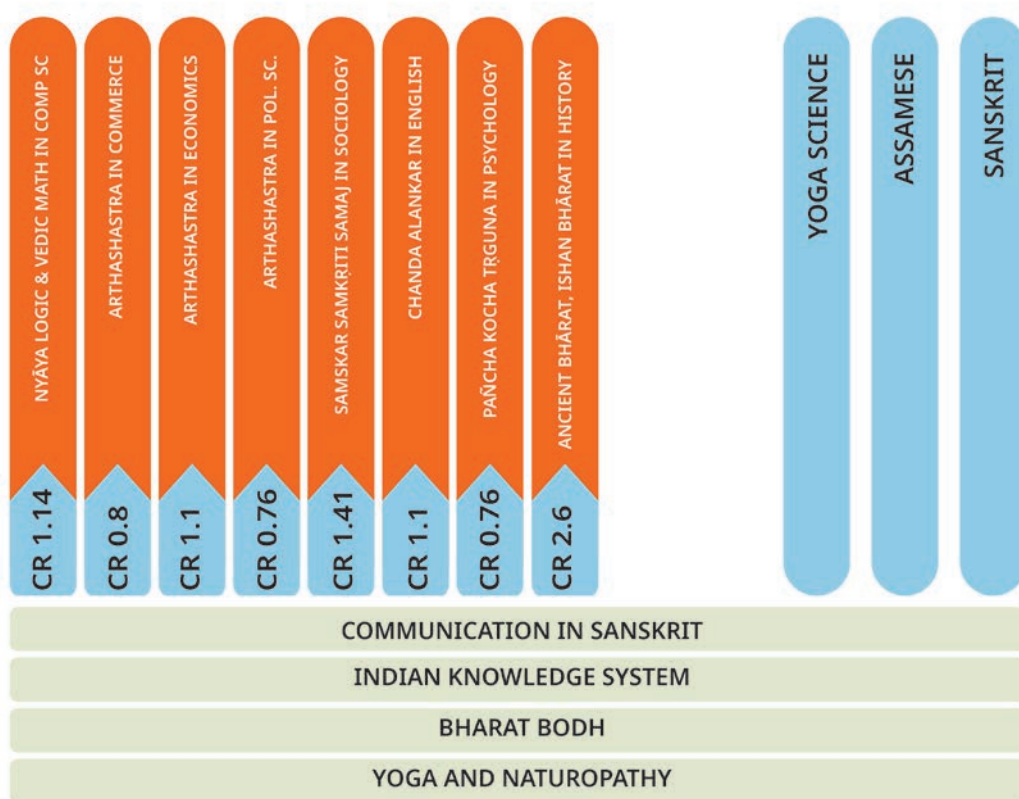 NYĀYA LOGIC & VEDIC MATH IN COMP SC
ARTHASHASTRA IN COMMERCE
ARTHASHASTRA IN ECONOMICS
ARTHASHASTRA IN POL. SC.
SAMSKAR SAMḲRITI SAMAJ IN SOCIOLOGY
CHANDA ALANKAR IN ENGLISH
PAÑCHA KOCHA TṚGUNA IN PSYCHOLOGY
ANCIENT BHĀRAT, ISHAN BHĀRAT IN HISTORY
YOGA SCIENCE
ASSAMESE
SANSKRIT
CR 1.14
CR 0.8
CR 1.1
CR 0.76
CR 1.41
CR 1.1
CR 0.76
CR 2.6
COMMUNICATION IN SANSKRIT
INDIAN KNOWLEDGE SYSTEM
BHARAT BODH
YOGA AND NATUROPATHY